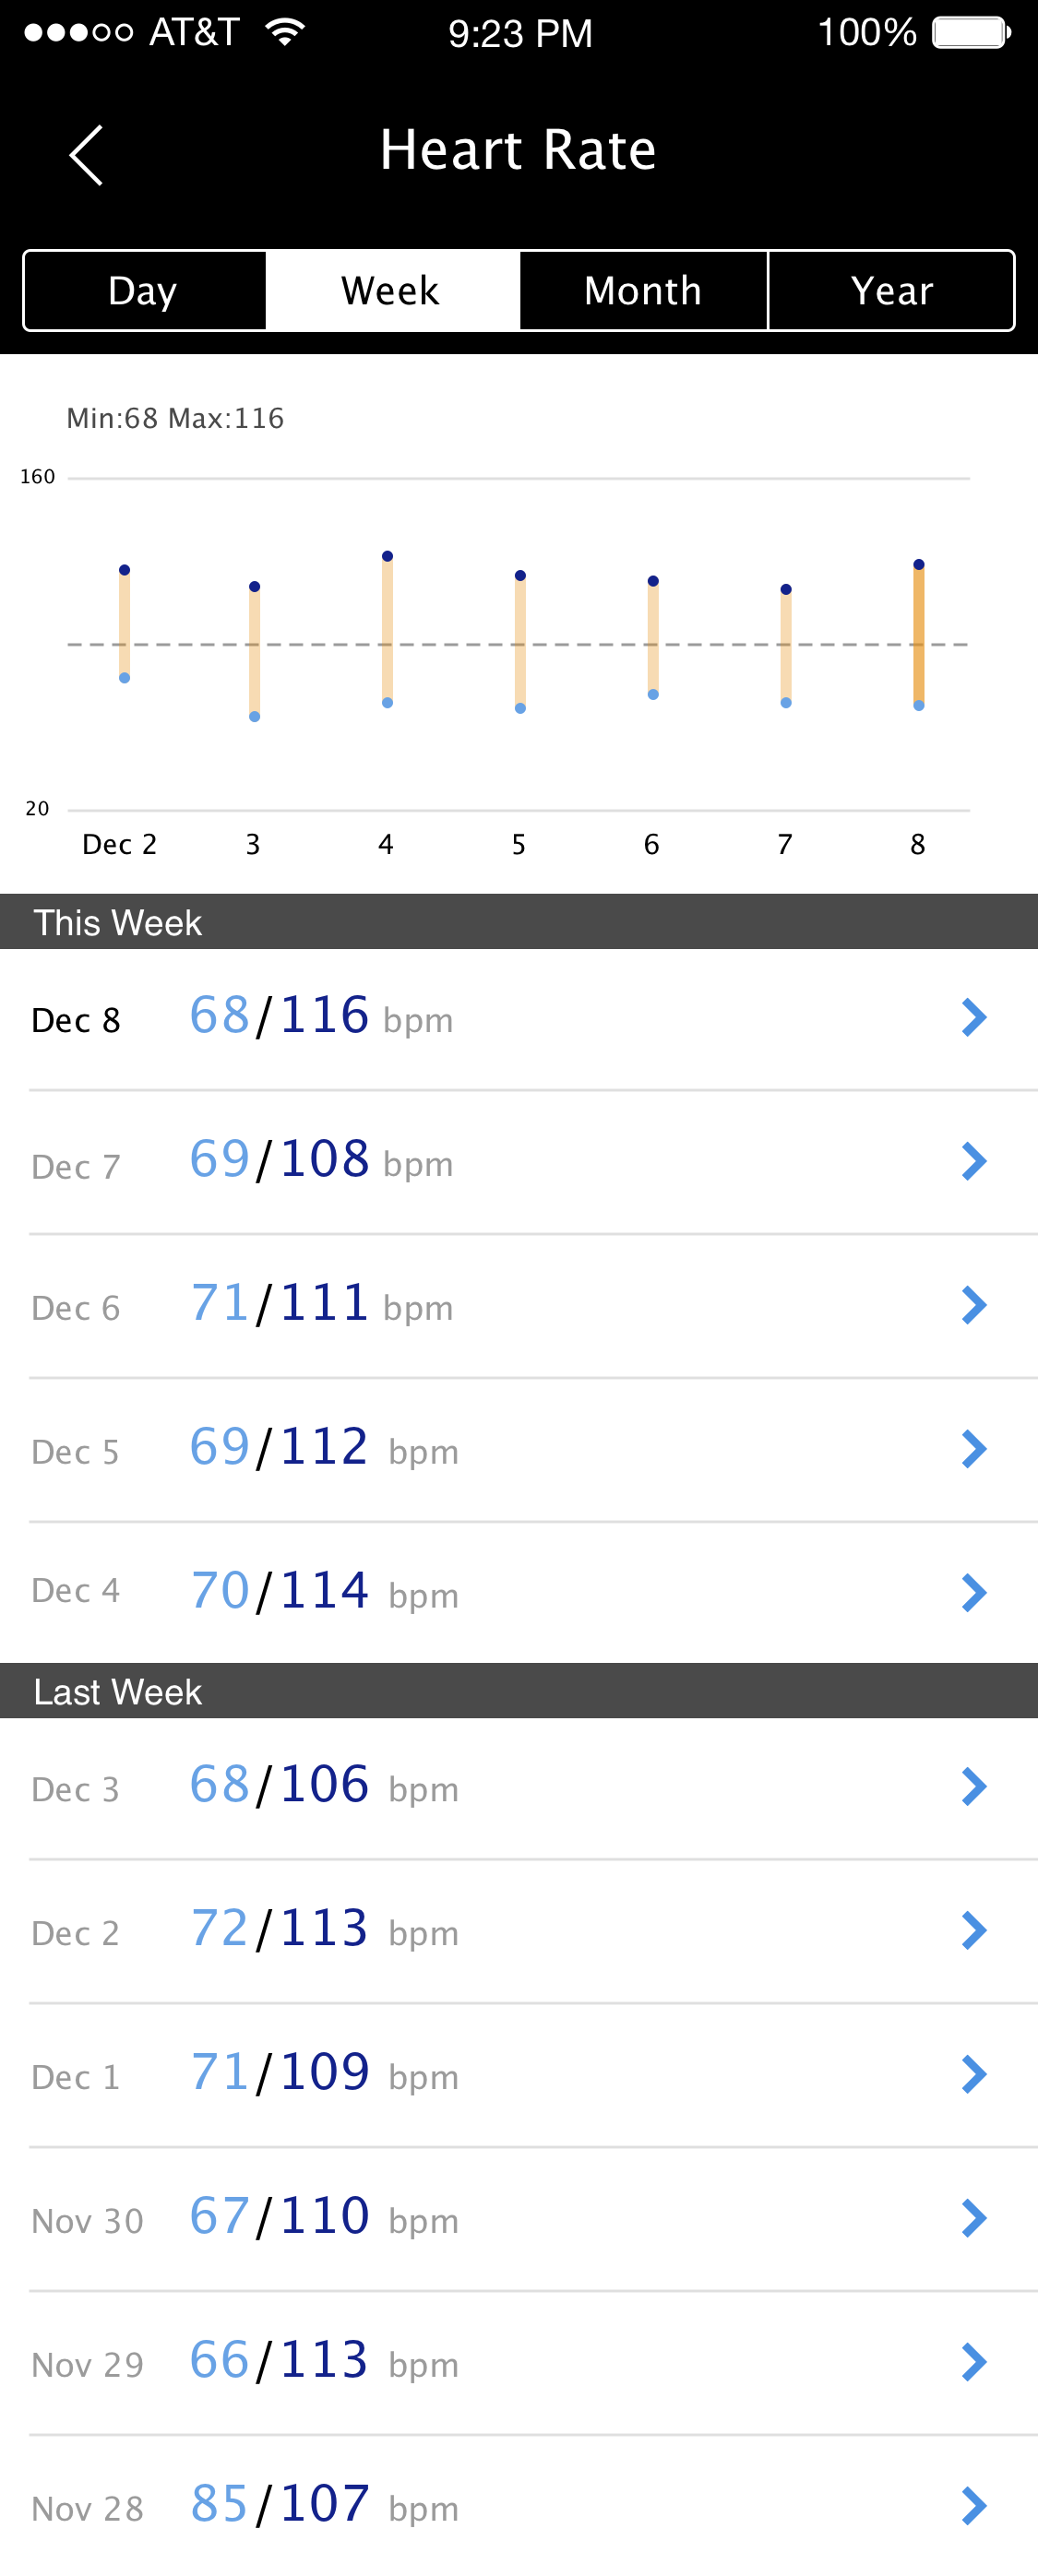 AT&T 9:23 PM 100%
Heart Rate
Day Week Month Year
Min:68 Max:116
160
20
Dec 2 3 4 5 6 7 8
This Week
Dec 8 68/116 bpm
Dec 7 69/108 bpm
Dec 6 71/111 bpm
Dec 5 69/112 bpm
Dec 4 70/114 bpm
Last Week
Dec 3 68/106 bpm
Dec 2 72/113 bpm
Dec 1 71/109 bpm
Nov 30 67/110 bpm
Nov 29 66/113 bpm
Nov 28 85/107 bpm